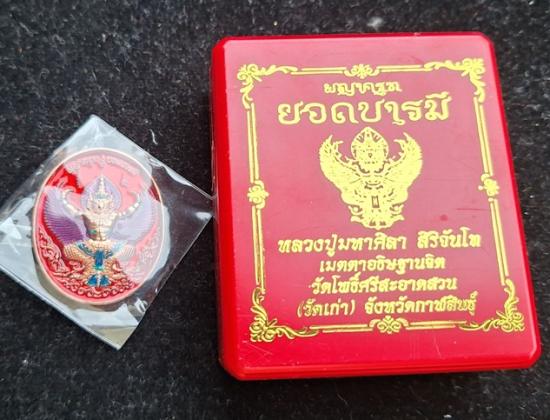 พญาครุฑ
ยอดบารมี
หลวงปู่มหาศิลา สิริจันโท
เมตตาอธิษฐานจิต
วัดโพธิ์ศรีสะอาดสวน
(วัดเก่า) จังหวัดกาฬสินธุ์